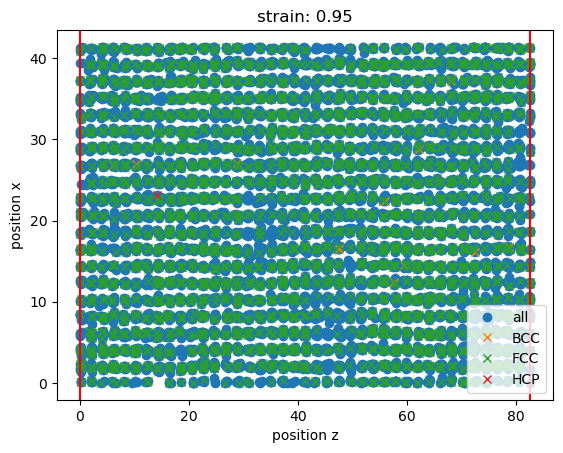 strain: 0.95
position x
40
30
20
10
0
all
BCC
FCC
HCP
0 20 40 60 80
position z